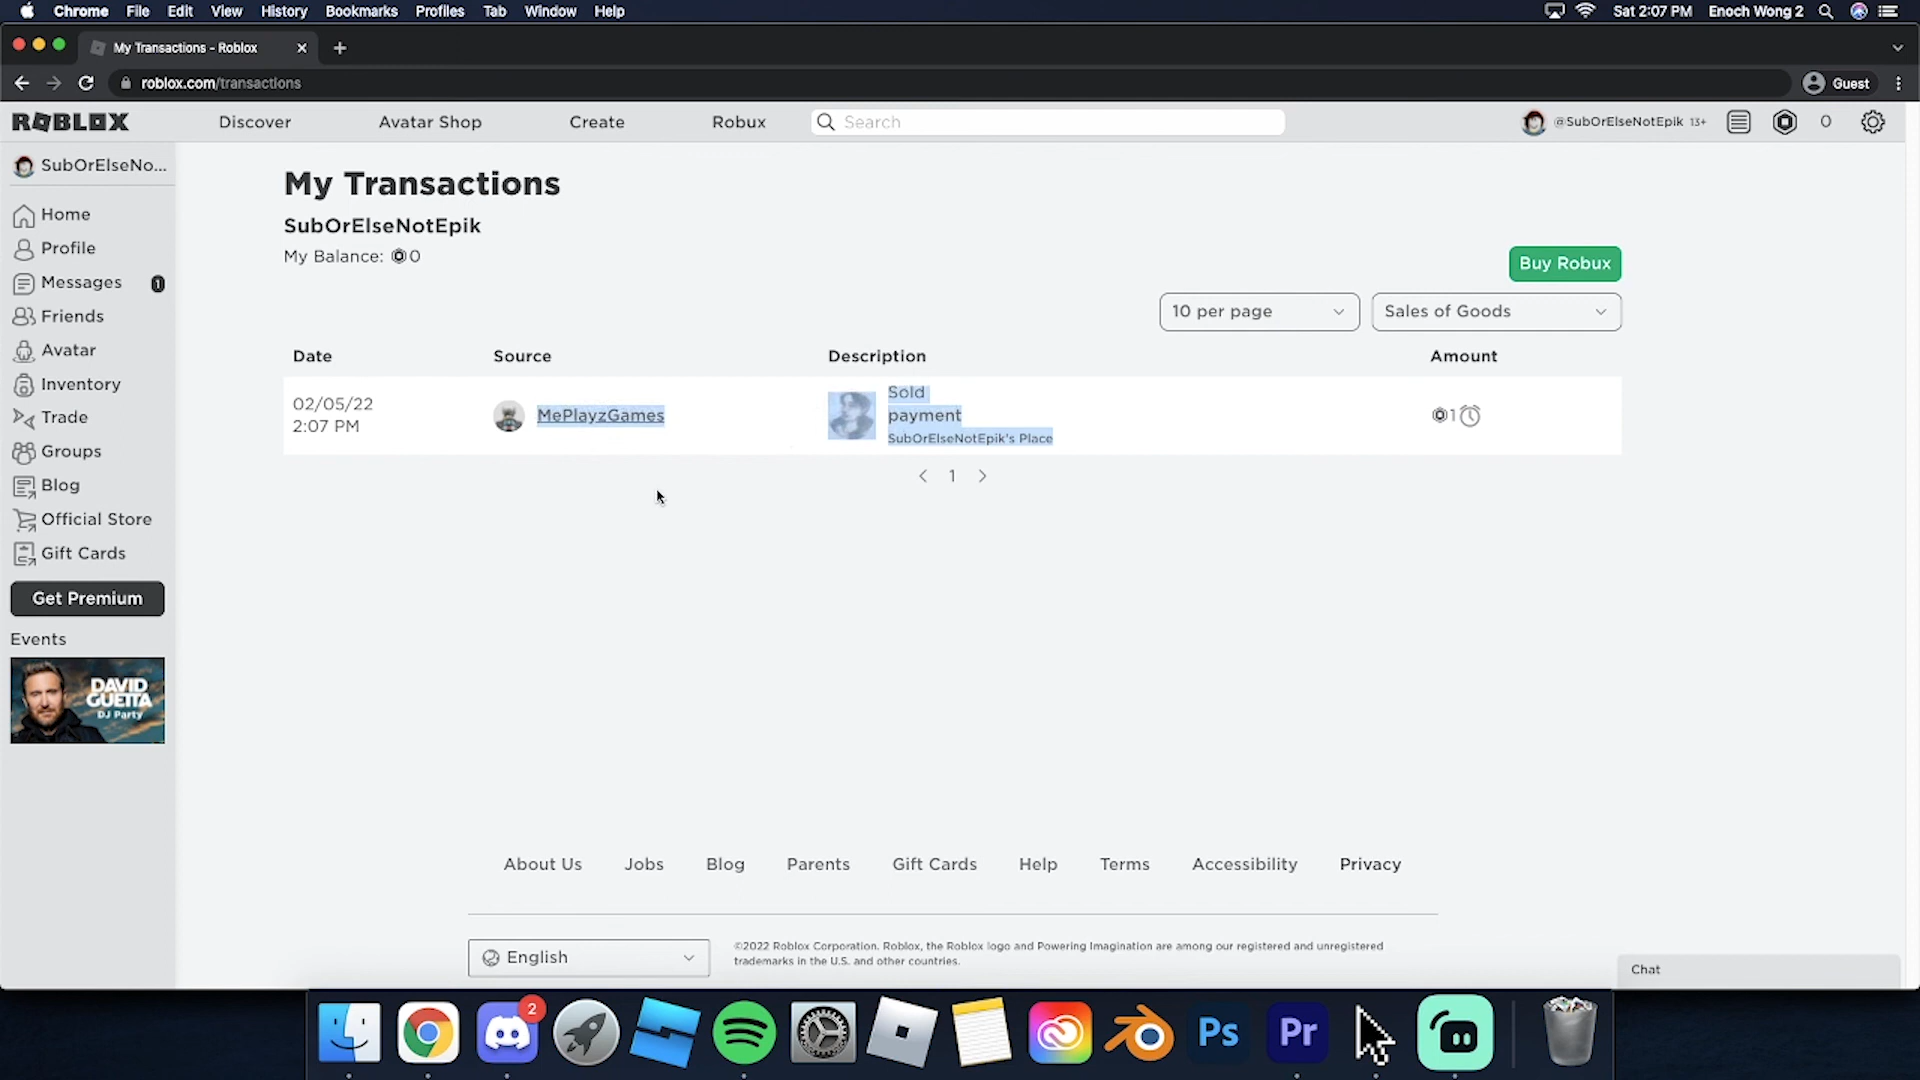 Chrome File Edit View History Bookmarks Profiles Tab Window Help
Sat 2:07 PM Enoch Wong 2
My Transactions - Roblox
roblox.com/transactions
Guest
ROBLOX
Discover
Avatar Shop
Create
Robux
Search
@SubOrElseNotEpik 13+
0
SubOrElseNo...
Home
Profile
Messages 1
Friends
Avatar
Inventory
Trade
Groups
Blog
Official Store
Gift Cards
Get Premium
Events
DAVID
GUETTA
DJ Party
My Transactions
SubOrElseNotEpik
My Balance: 0
Buy Robux
10 per page
Sales of Goods
Date
Source
Description
Amount
02/05/22
2:07 PM
MePlayzGames
Sold
payment
SubOrElseNotEpik's Place
1
1
About Us
Jobs
Blog
Parents
Gift Cards
Help
Terms
Accessibility
Privacy
English
©2022 Roblox Corporation. Roblox, the Roblox logo and Powering Imagination are among our registered and unregistered
trademarks in the U.S. and other countries.
Chat
2
Ps
Pr